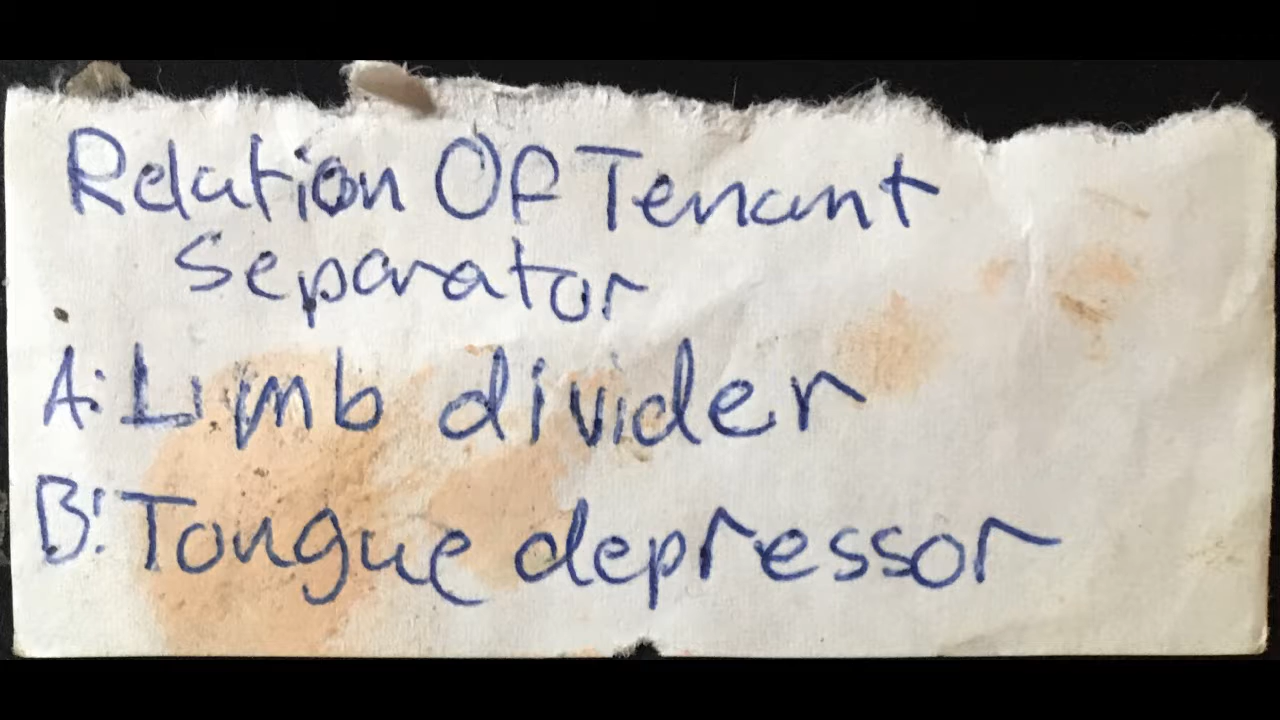 Relation Of Tenant
Separator
A: Limb divider
B: Tongue depressor